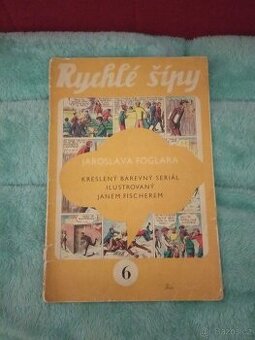 Rychlé šípy
JAROSLAVA FOGLARA
KRESLENÝ BAREVNÝ SERIÁL
ILUSTROVANÝ
JANEM FISCHEREM
6